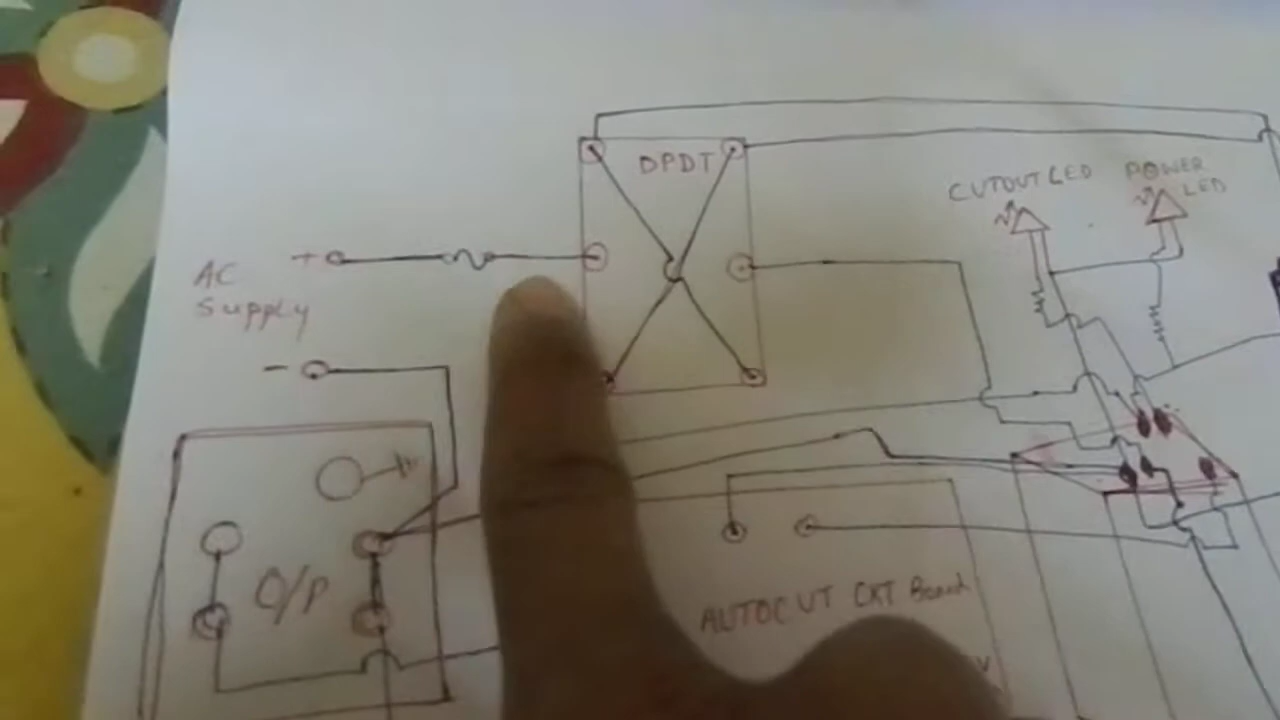 DPDT
CUTOUT LED
POWER
LED
+
AC
Supply
-
O/P
AUTOCUT CKT Board
V